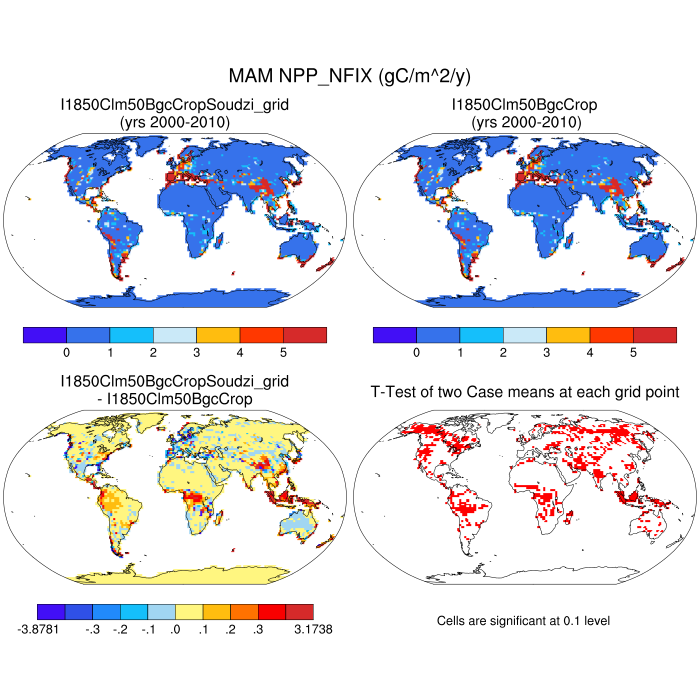 MAM NPP_NFIX (gC/m^2/y)
I1850Clm50BgcCropSoudzi_grid
(yrs 2000-2010)
I1850Clm50BgcCrop
(yrs 2000-2010)
0 1 2 3 4 5
0 1 2 3 4 5
I1850Clm50BgcCropSoudzi_grid
- I1850Clm50BgcCrop
T-Test of two Case means at each grid point
-3.8781 -.3 -.2 -.1 .0 .1 .2 .3 3.1738
Cells are significant at 0.1 level